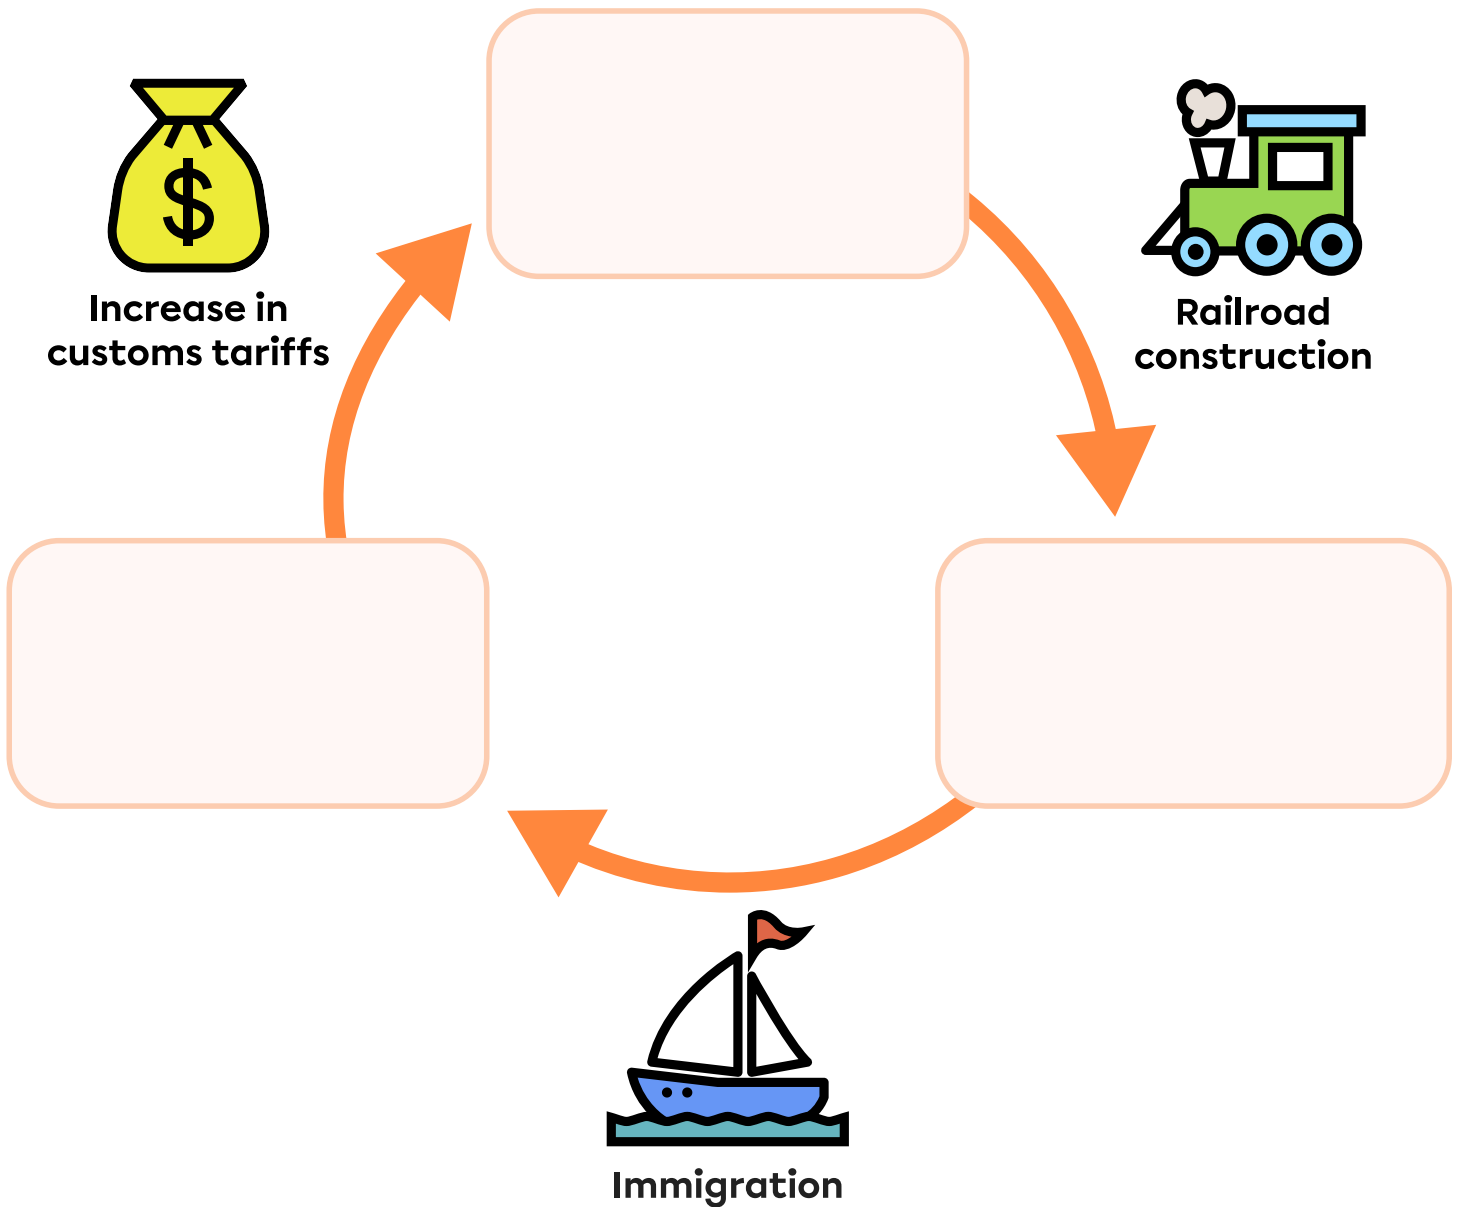 $
Increase in
customs tariffs
Railroad
construction
Immigration